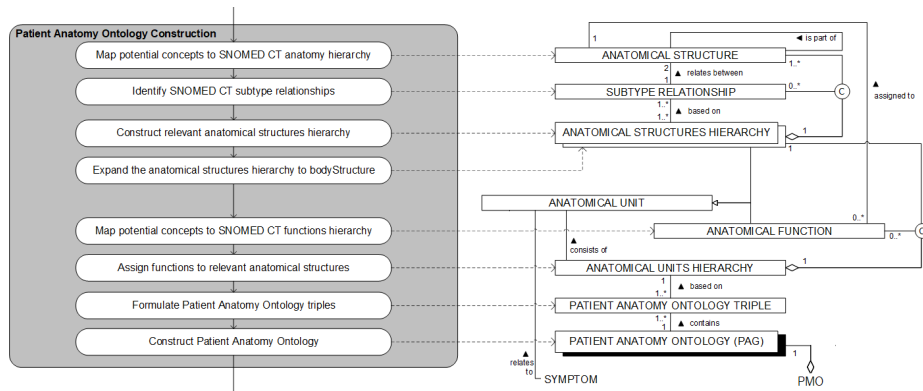 Patient Anatomy Ontology Construction
Map potential concepts to SNOMED CT anatomy hierarchy
Identify SNOMED CT subtype relationships
Construct relevant anatomical structures hierarchy
Expand the anatomical structures hierarchy to bodyStructure
Map potential concepts to SNOMED CT functions hierarchy
Assign functions to relevant anatomical structures
Formulate Patient Anatomy Ontology triples
Construct Patient Anatomy Ontology
1
◄ is part of
ANATOMICAL STRUCTURE
1..*
2
▲ relates between
1
0..*
C
▲
assigned to
SUBTYPE RELATIONSHIP
1..*
▲ based on
1..*
ANATOMICAL STRUCTURES HIERARCHY
1
1
ANATOMICAL UNIT
0..*
ANATOMICAL FUNCTION
0..*
C
▲
consists of
1
ANATOMICAL UNITS HIERARCHY
1
▲ based on
1..*
PATIENT ANATOMY ONTOLOGY TRIPLE
1..*
▲ contains
1
PATIENT ANATOMY ONTOLOGY (PAG)
1
▲
relates
to
SYMPTOM
PMO